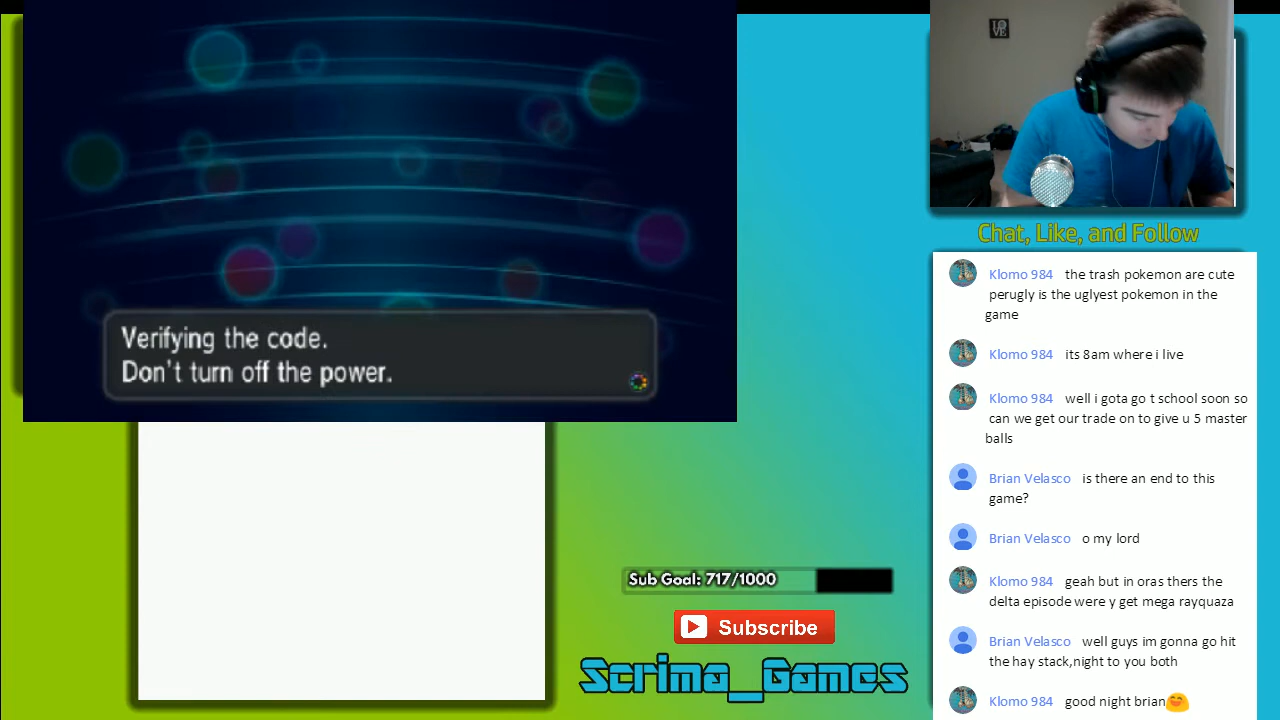 LO
VE
Verifying the code.
Don't turn off the power.
Chat, Like, and Follow
Klomo 984 the trash pokemon are cute
perugly is the uglyest pokemon in the
game
Klomo 984 its 8am where i live
Klomo 984 well i gota go t school soon so
can we get our trade on to give u 5 master
balls
Brian Velasco is there an end to this
game?
Brian Velasco o my lord
Klomo 984 geah but in oras thers the
delta episode were y get mega rayquaza
Brian Velasco well guys im gonna go hit
the hay stack,night to you both
Klomo 984 good night brian😊
Sub Goal: 717/1000
Subscribe
Scrima_Games